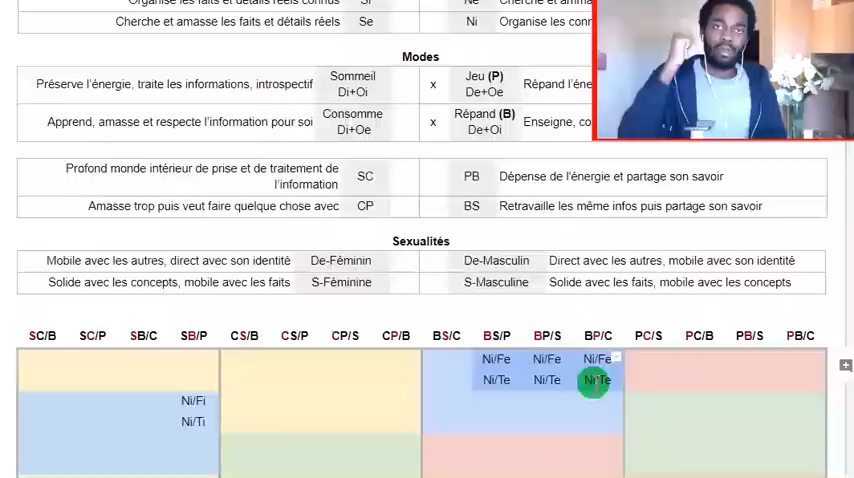 Organise les faits et détails réels connus Si Ne Cherche et
Cherche et amasse les faits et détails réels Se Ni Organise les
Modes
Préserve l'énergie, traite les informations, introspectif Sommeil Di+Oi x Jeu (P) De+Oe Répand
Apprend, amasse et respecte l'information pour soi Consomme Di+Oe x Répand (B) De+Oi Enseigne,
Profond monde intérieur de prise et de traitement de l'information SC PB Dépense de l'énergie et partage son savoir
Amasse trop puis veut faire quelque chose avec CP BS Retravaille les même infos puis partage son savoir
Sexualités
Mobile avec les autres, direct avec son identité De-Féminin De-Masculin Direct avec les autres, mobile avec son identité
Solide avec les concepts, mobile avec les faits S-Féminine S-Masculine Solide avec les faits, mobile avec les concepts
SC/B SC/P SB/C SB/P CS/B CS/P CP/S CP/B BS/C BS/P BP/S BP/C PC/S PC/B PB/S PB/C
Ni/Fe Ni/Fe Ni/Fe
Ni/Te Ni/Te Ni/Te
Ni/Fi
Ni/Ti